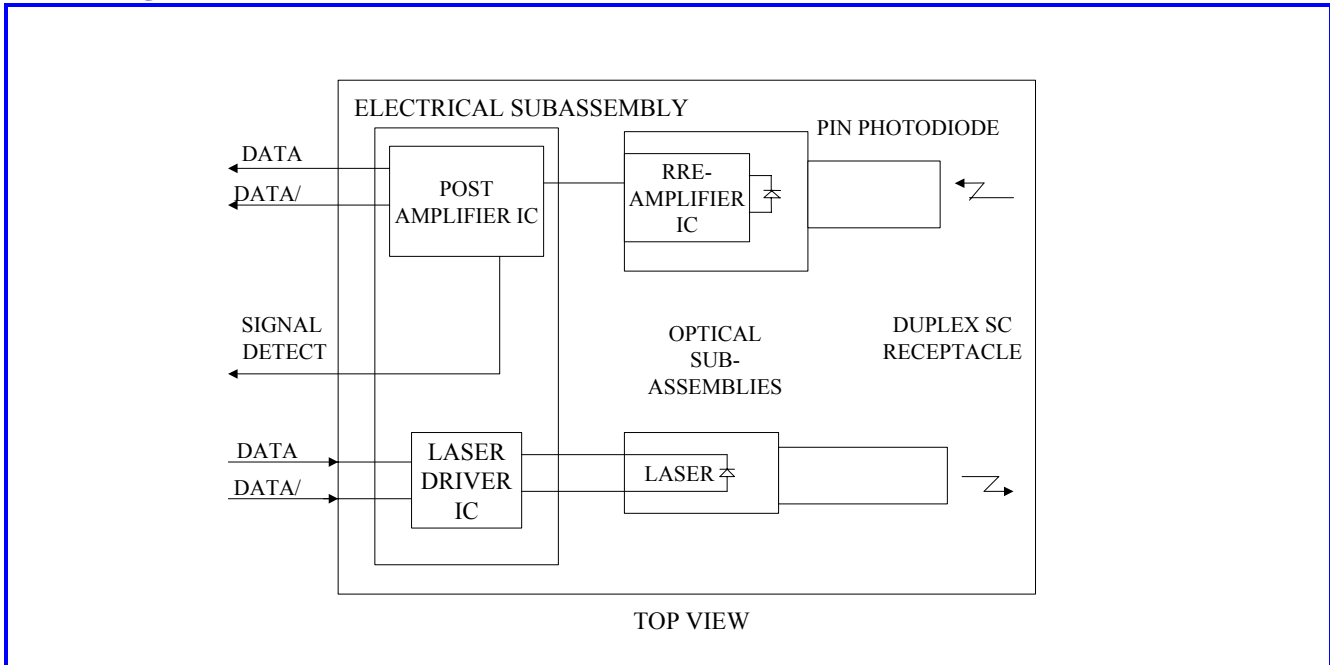 ELECTRICAL SUBASSEMBLY
PIN PHOTODIODE
DATA
DATA/
POST
AMPLIFIER IC
RRE-
AMPLIFIER
IC
SIGNAL
DETECT
OPTICAL
SUB-
ASSEMBLIES
DUPLEX SC
RECEPTACLE
DATA
DATA/
LASER
DRIVER
IC
LASER
TOP VIEW